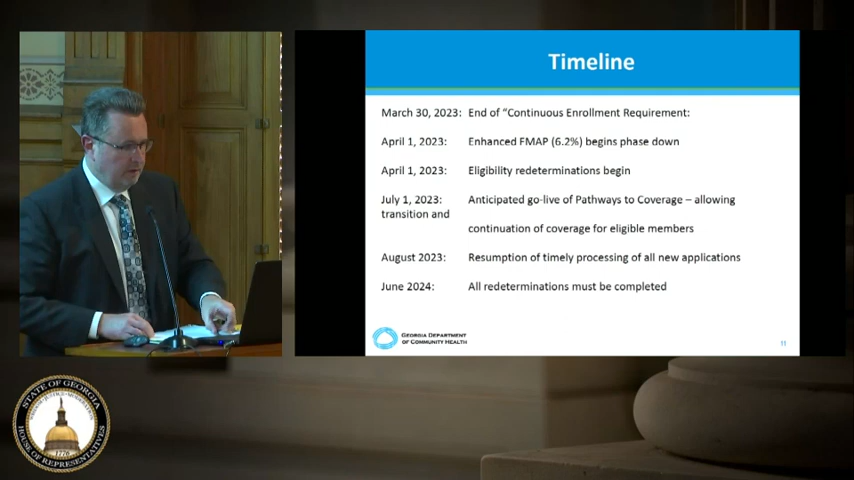 Timeline
March 30, 2023: End of “Continuous Enrollment Requirement:
April 1, 2023: Enhanced FMAP (6.2%) begins phase down
April 1, 2023: Eligibility redeterminations begin
July 1, 2023: Anticipated go-live of Pathways to Coverage – allowing
transition and
continuation of coverage for eligible members
August 2023: Resumption of timely processing of all new applications
June 2024: All redeterminations must be completed
GEORGIA DEPARTMENT
OF COMMUNITY HEALTH
11
STATE OF GEORGIA
1776
HOUSE OF REPRESENTATIVES